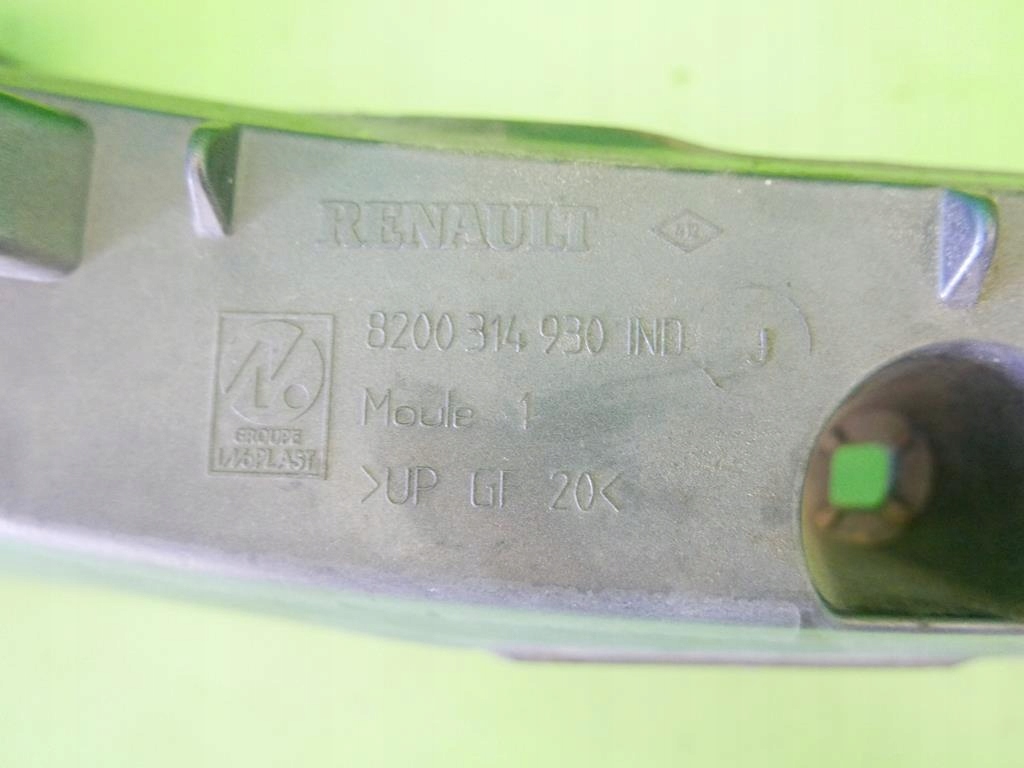 RENAULT
8200 314 930 IND J
Moule 1
GROUPE
>UP GF 20<